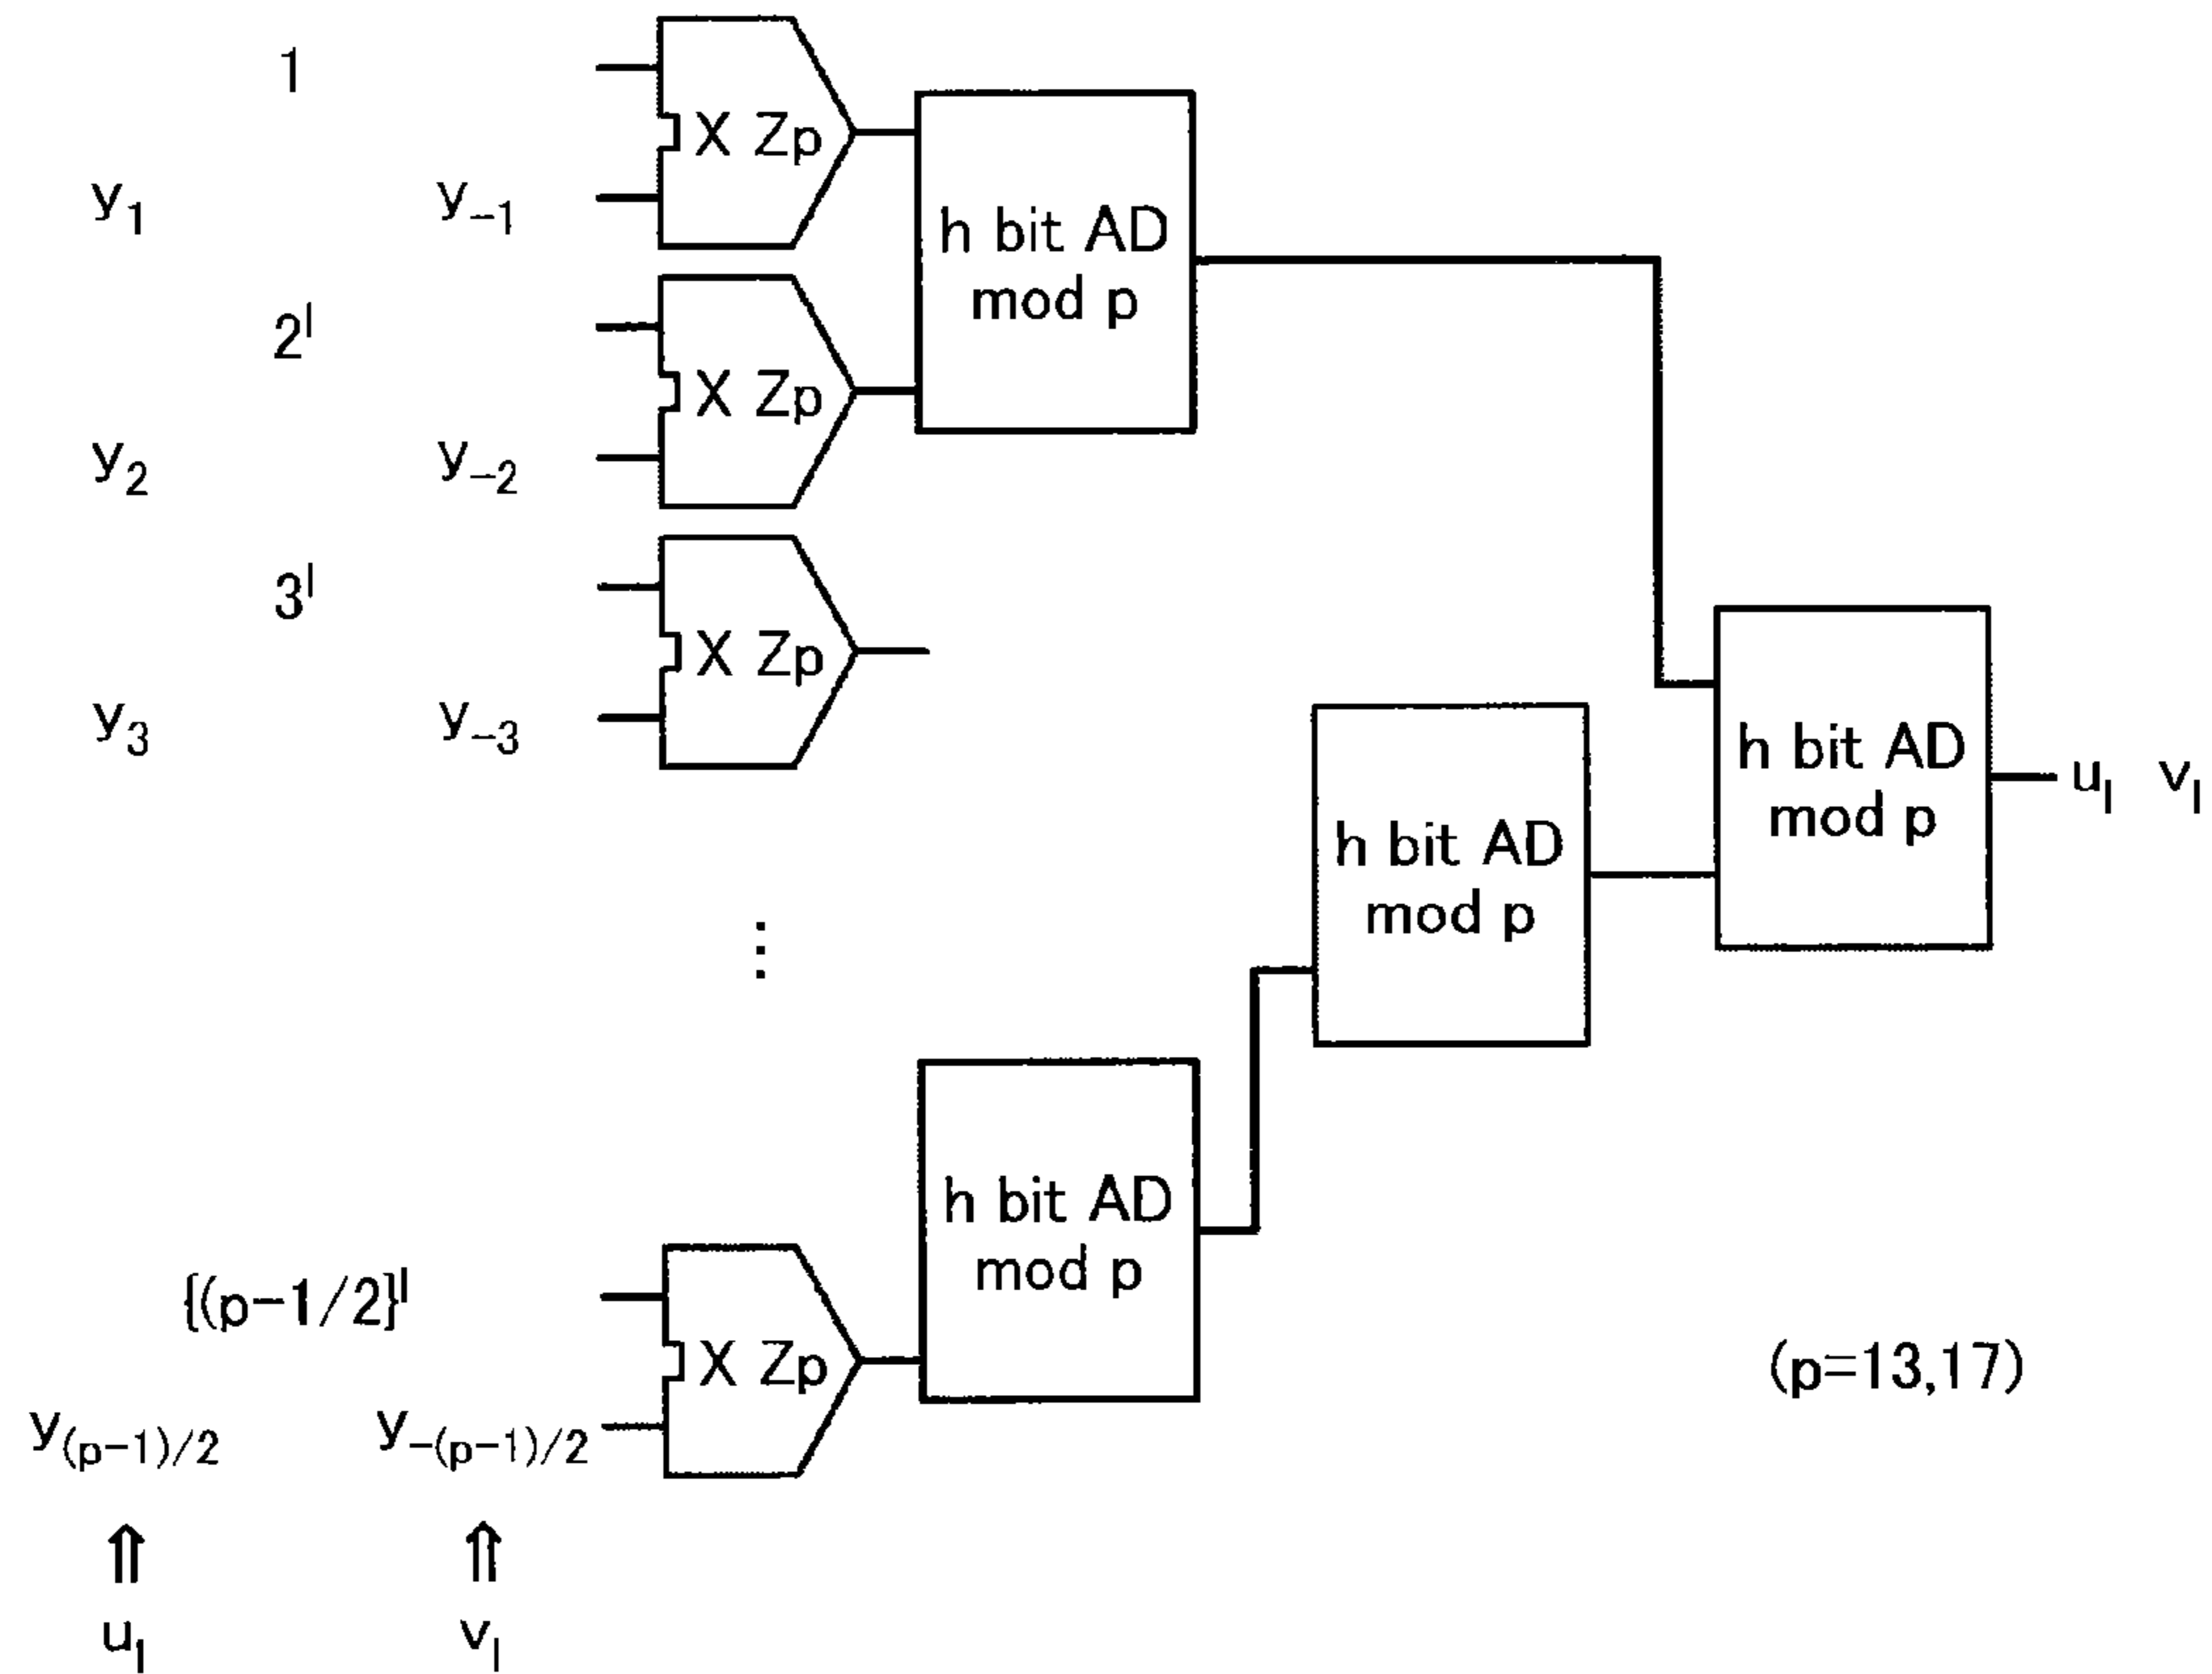 1
X Zp
y₁ y₋₁
h bit AD
mod p
2ˡ
X Zp
y₂ y₋₂
3ˡ
X Zp
y₃ y₋₃
h bit AD
mod p
uₗ vₗ
h bit AD
mod p
⋮
h bit AD
mod p
{(p-1/2}ˡ
X Zp
(p=13,17)
y₍ₚ₋₁₎/₂ y₋₍ₚ₋₁₎/₂
⇑ ⇑
uₗ vₗ